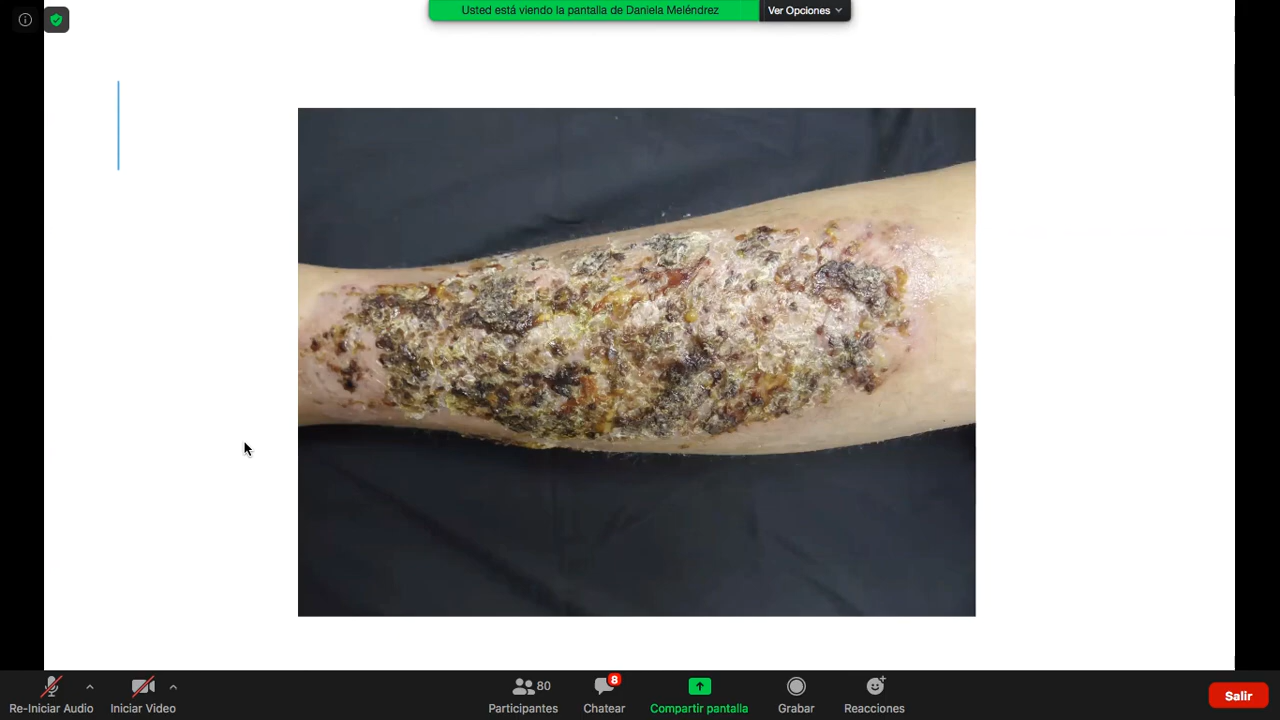 Usted está viendo la pantalla de Daniela Meléndrez
Ver Opciones
Re-Iniciar Audio
Iniciar Video
80
Participantes
8
Chatear
Compartir pantalla
Grabar
Reacciones
Salir